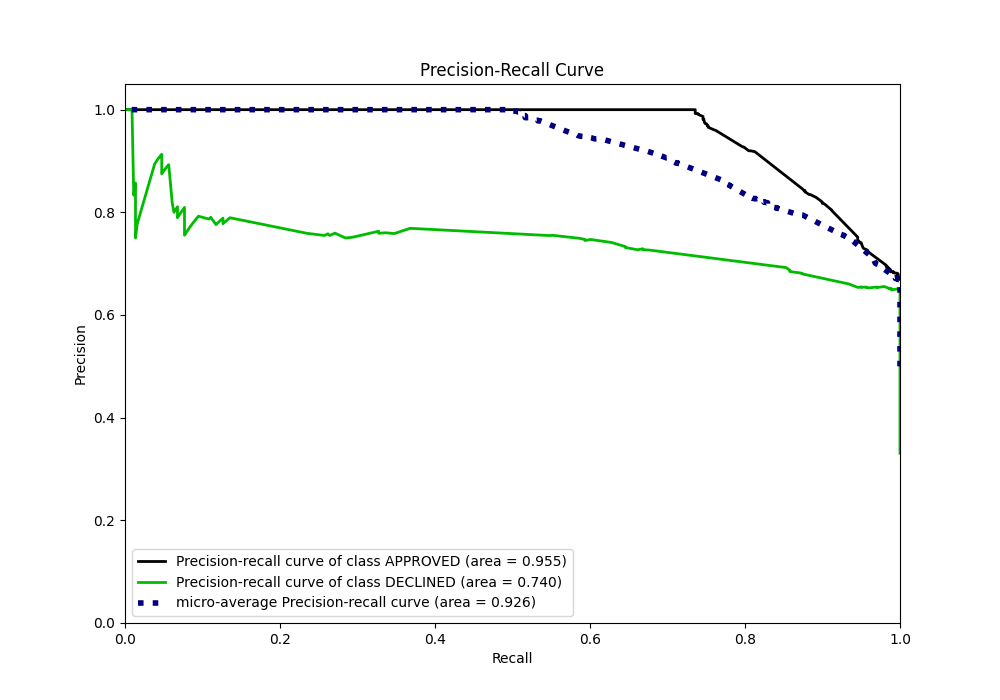 Precision-Recall Curve
1.0
0.8
0.6
0.4
0.2
0.0
Precision
Precision-recall curve of class APPROVED (area = 0.955)
Precision-recall curve of class DECLINED (area = 0.740)
micro-average Precision-recall curve (area = 0.926)
0.0 0.2 0.4 0.6 0.8 1.0
Recall